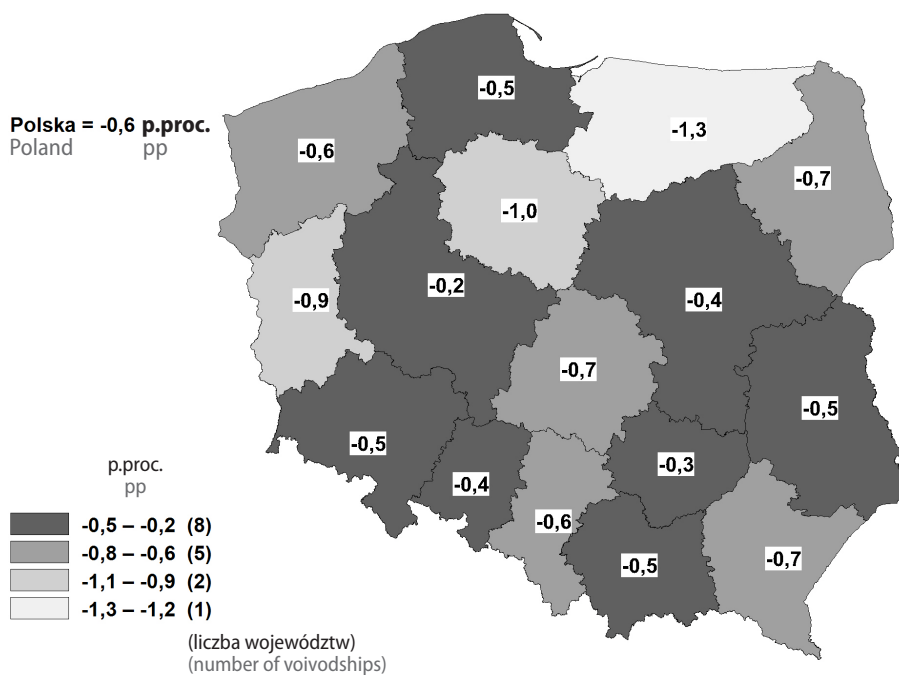 -0,5
Polska = -0,6 p.proc.
Poland pp
-1,3
-0,6
-0,7
-1,0
-0,2
-0,9
-0,4
-0,7
-0,5
-0,5
-0,3
-0,4
-0,6
-0,5
-0,7
p.proc.
pp
-0,5 – -0,2 (8)
-0,8 – -0,6 (5)
-1,1 – -0,9 (2)
-1,3 – -1,2 (1)
(liczba województw)
(number of voivodships)